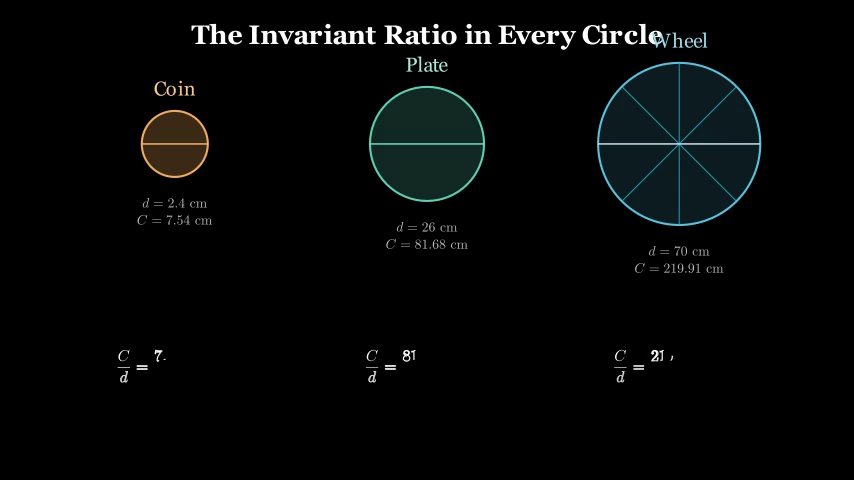 The Invariant Ratio in Every Circle
Coin
Plate
Wheel
d = 2.4 cm
C = 7.54 cm
d = 26 cm
C = 81.68 cm
d = 70 cm
C = 219.91 cm
C/d =
C/d =
C/d =